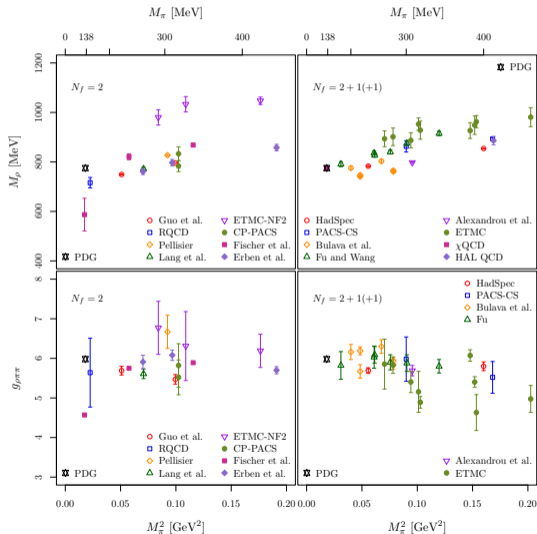 M_π [MeV] M_π [MeV]
0 138 300 400 0 138 300 400
1200
1000
800
600
400
M_ρ [MeV]
N_f = 2
Guo et al.
RQCD
Pellisier
Lang et al.
ETMC-NF2
CP-PACS
Fischer et al.
Erben et al.
PDG
N_f = 2 + 1(+1)
PDG
HadSpec
PACS-CS
Bulava et al.
Fu and Wang
Alexandrou et al.
ETMC
χQCD
HAL QCD
8
7
6
5
4
3
g_ρππ
N_f = 2
Guo et al.
RQCD
Pellisier
Lang et al.
ETMC-NF2
CP-PACS
Fischer et al.
Erben et al.
PDG
N_f = 2 + 1(+1)
HadSpec
PACS-CS
Bulava et al.
Fu
Alexandrou et al.
ETMC
PDG
0.00 0.05 0.10 0.15 0.20 0.00 0.05 0.10 0.15 0.20
M_π^2 [GeV^2] M_π^2 [GeV^2]